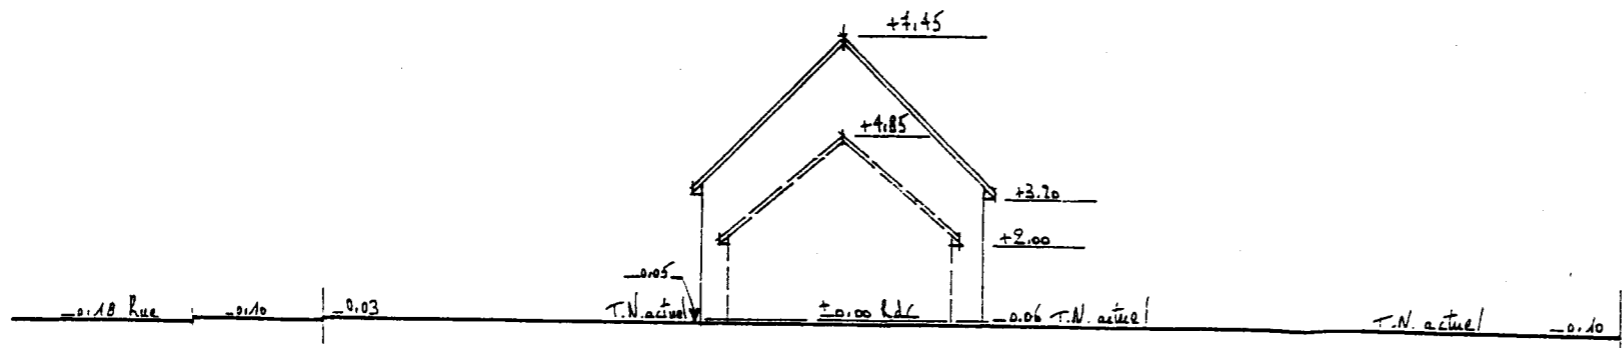 +7,45
+4,85
+3.20
+2,00
-0,05
-0,18 Rue
-0,10
-0,03
T.N. actuel
±0,00 RdC
-0,06 T.N. actuel
T.N. actuel
-0,10